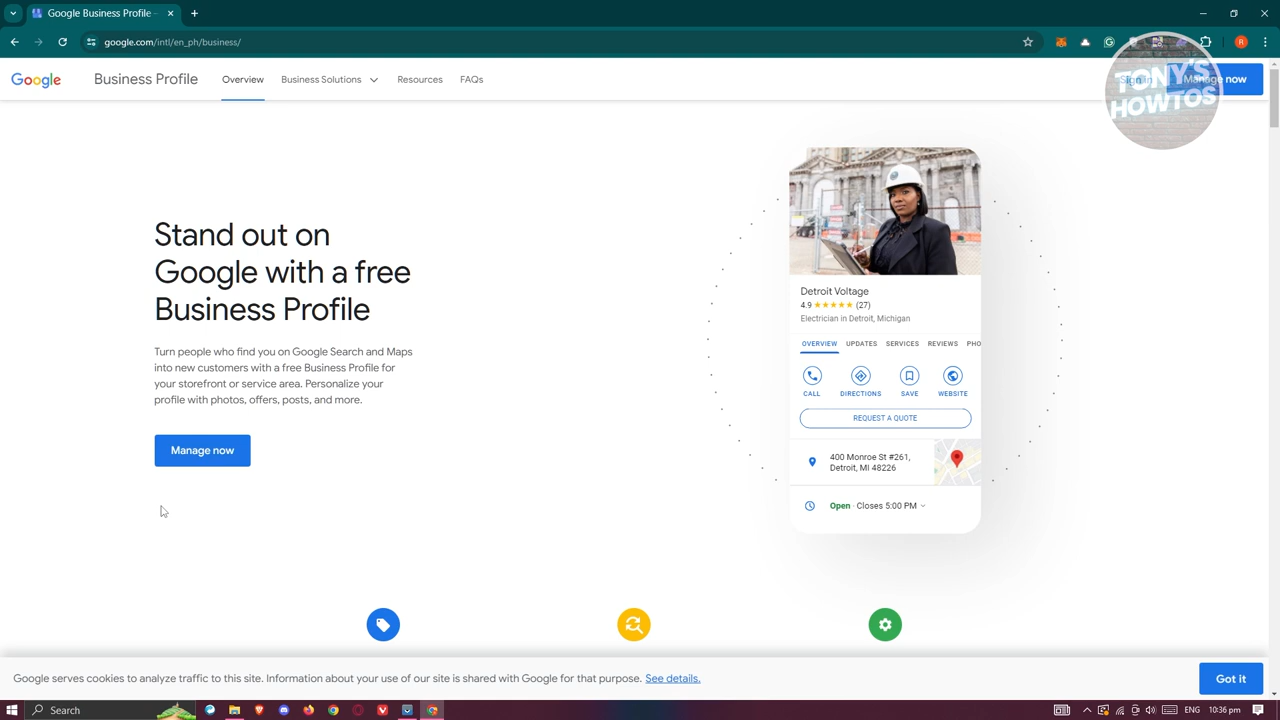 Google Business Profile -
google.com/intl/en_ph/business/
Google
Business Profile
Overview
Business Solutions
Resources
FAQs
Sign in
Manage now
TONY'S
HOWTOS
Stand out on
Google with a free
Business Profile
Turn people who find you on Google Search and Maps
into new customers with a free Business Profile for
your storefront or service area. Personalize your
profile with photos, offers, posts, and more.
Manage now
Detroit Voltage
4.9 ★★★★★ (27)
Electrician in Detroit, Michigan
OVERVIEW UPDATES SERVICES REVIEWS PHO
CALL DIRECTIONS SAVE WEBSITE
REQUEST A QUOTE
400 Monroe St #261,
Detroit, MI 48226
Open · Closes 5:00 PM
Google serves cookies to analyze traffic to this site. Information about your use of our site is shared with Google for that purpose. See details.
Got it
Search
ENG
10:36 pm